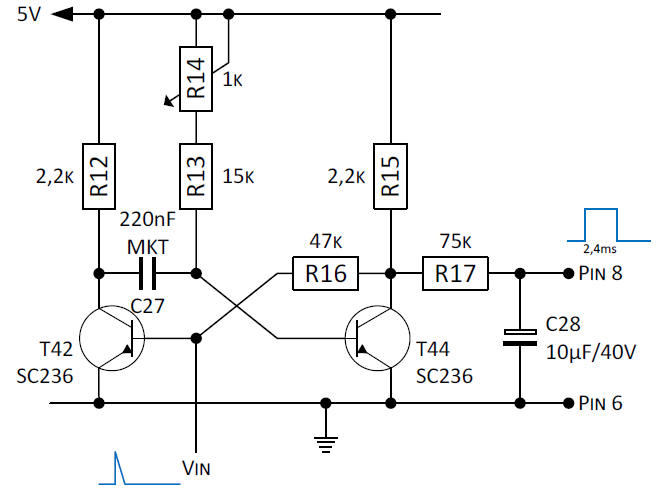 5V
R14
1K
2,2K
R12
R13
15K
2,2K
R15
220nF
MKT
C27
47K
R16
75K
R17
2,4ms
PIN 8
T42
SC236
T44
SC236
C28
10µF/40V
PIN 6
VIN